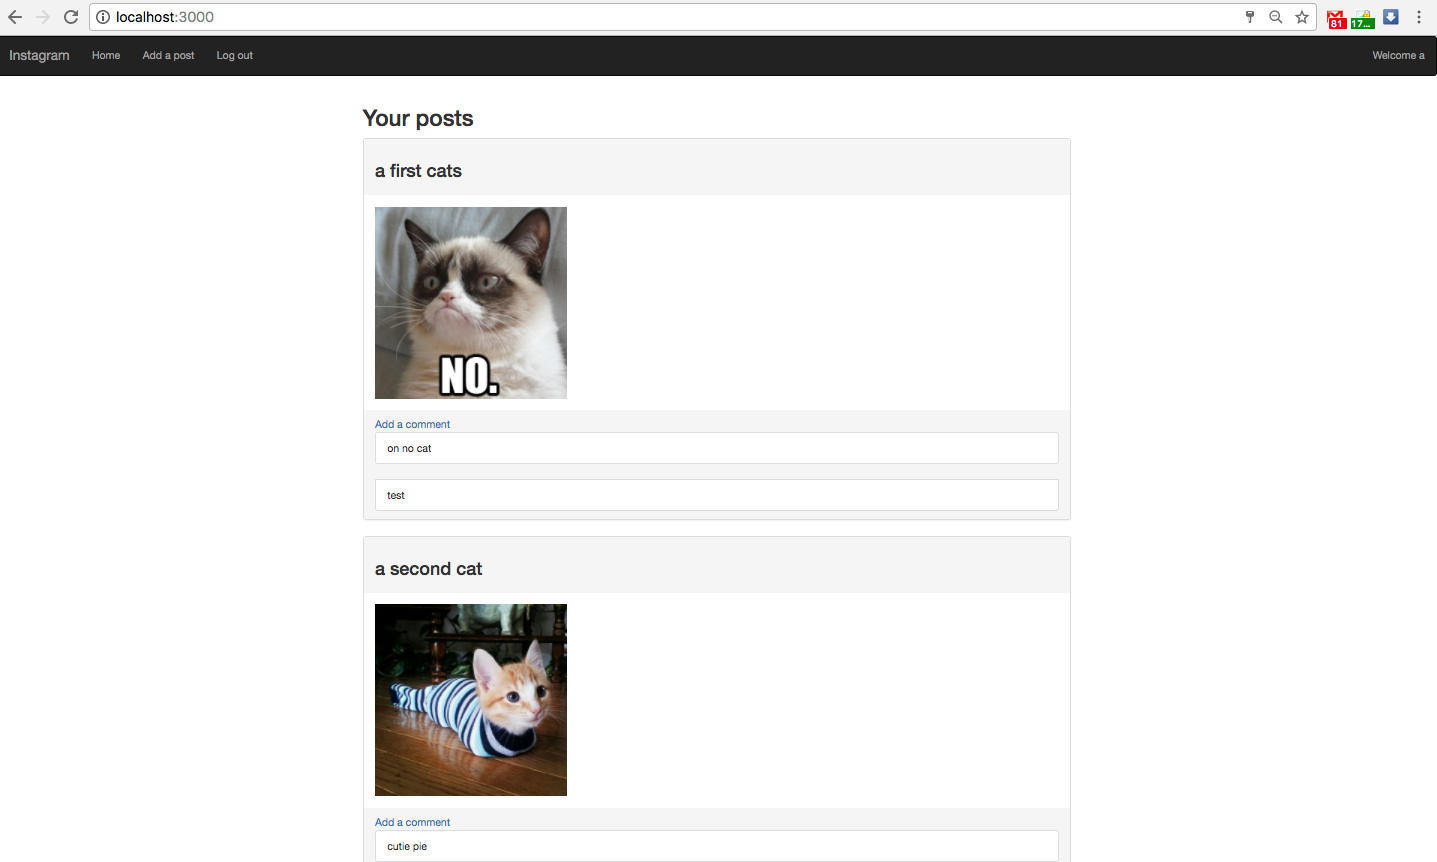 localhost:3000
81
17...
Instagram Home Add a post Log out Welcome a
Your posts
a first cats
NO.
Add a comment
on no cat
test
a second cat
Add a comment
cutie pie